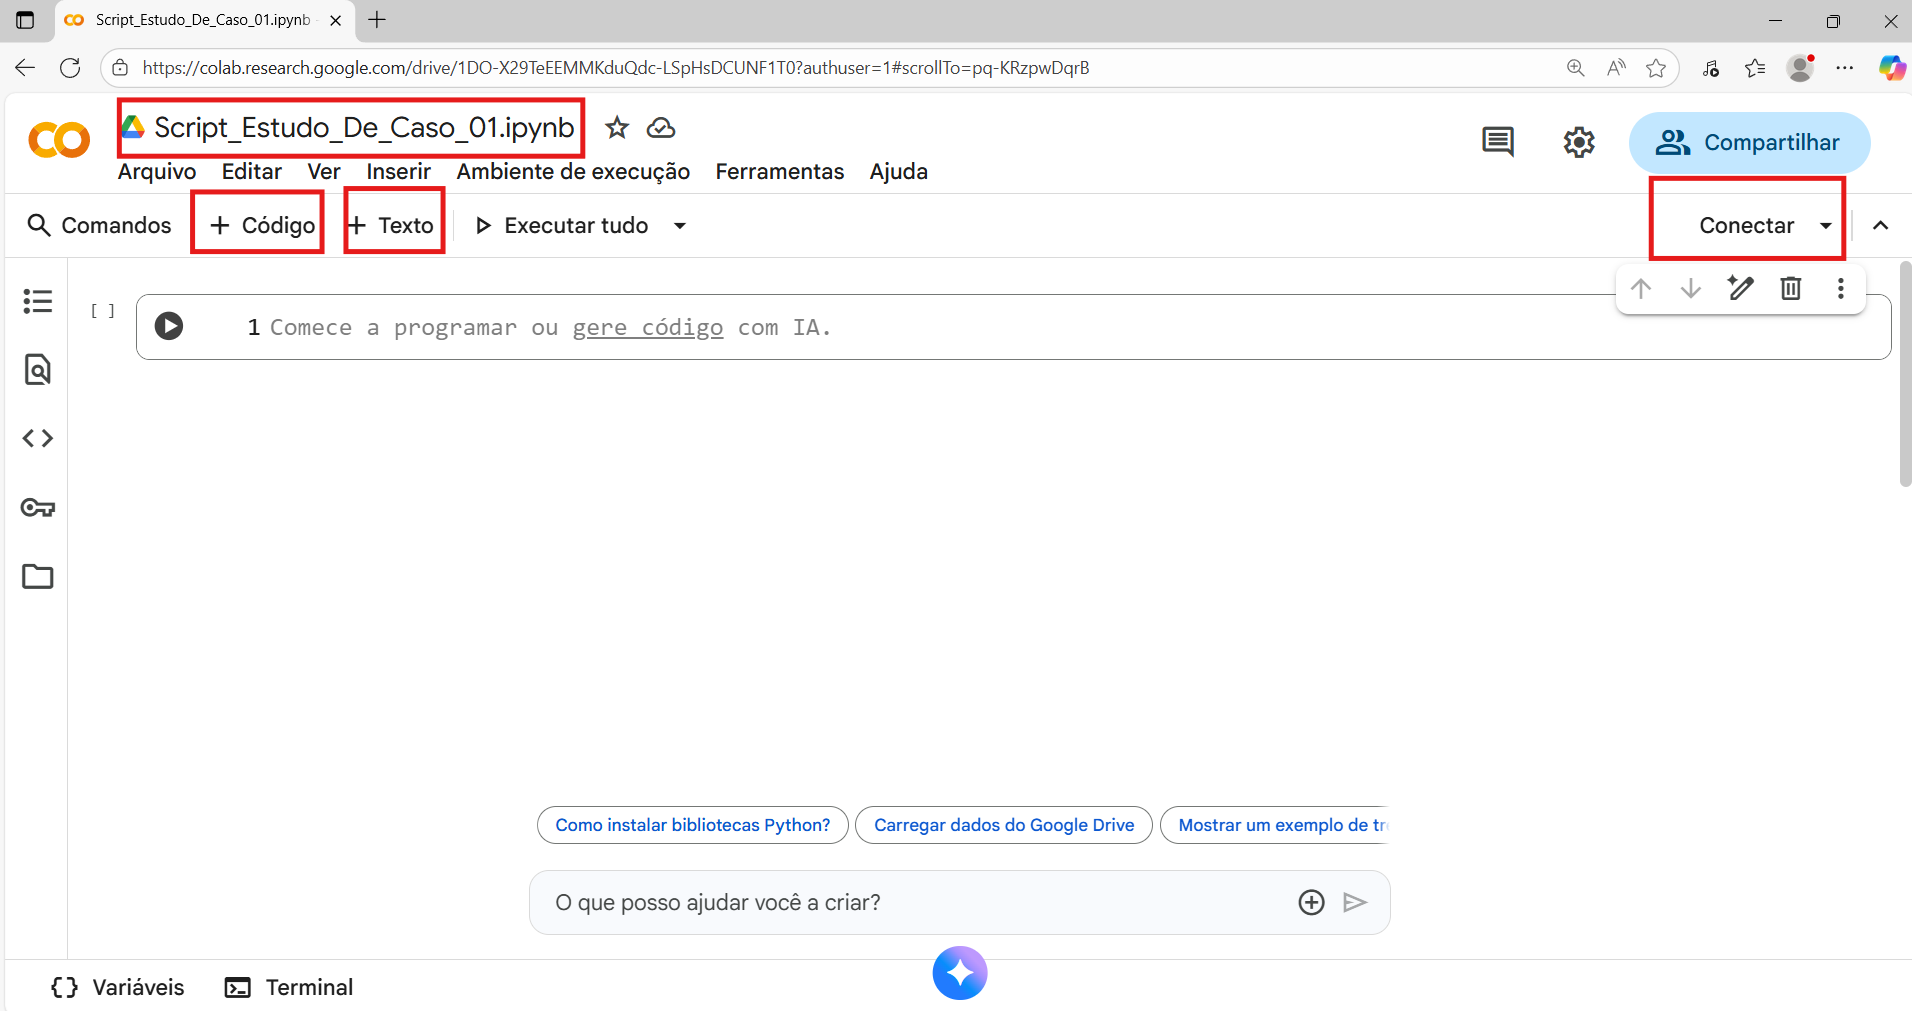 Script_Estudo_De_Caso_01.ipynb
https://colab.research.google.com/drive/1DO-X29TeEEMMKduQdc-LSpHsDCUNF1T0?authuser=1#scrollTo=pq-KRzpwDqrB
Script_Estudo_De_Caso_01.ipynb
Compartilhar
Arquivo Editar Ver Inserir Ambiente de execução Ferramentas Ajuda
Comandos + Código + Texto Executar tudo Conectar
[ ] 1 Comece a programar ou gere código com IA.
Como instalar bibliotecas Python? Carregar dados do Google Drive Mostrar um exemplo de
O que posso ajudar você a criar?
Variáveis Terminal